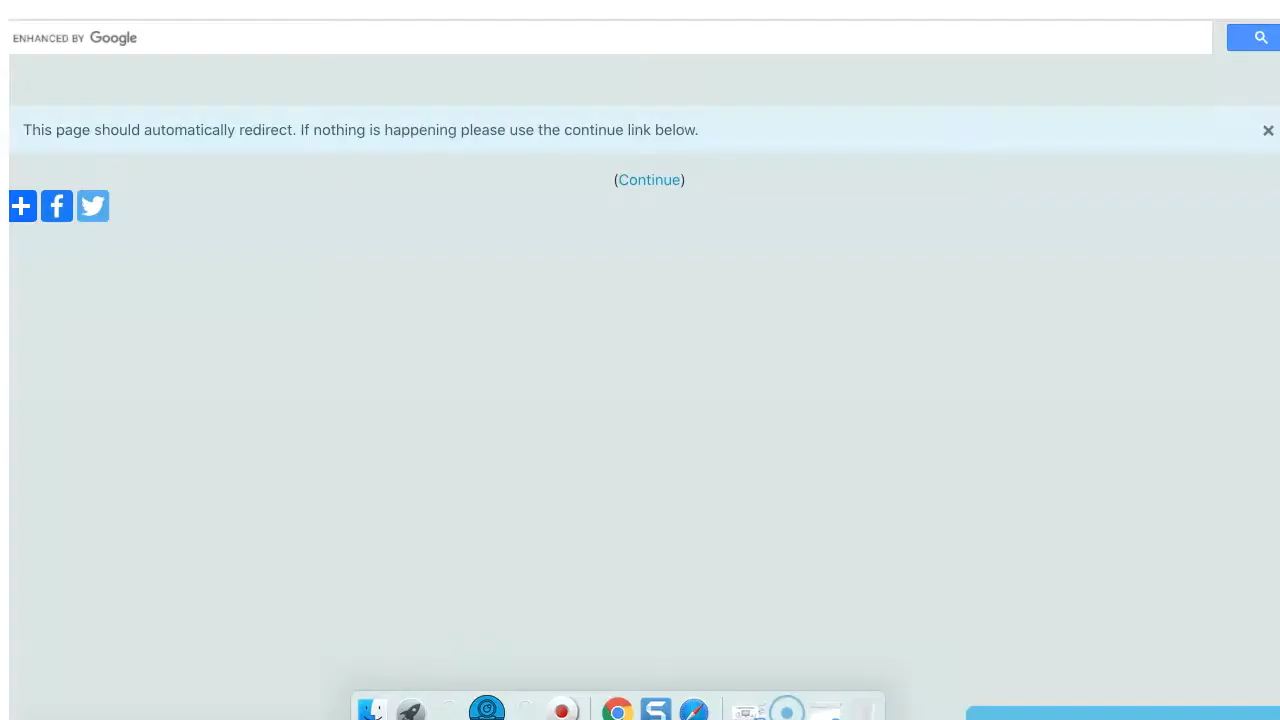 ENHANCED BY Google
This page should automatically redirect. If nothing is happening please use the continue link below.
(Continue)